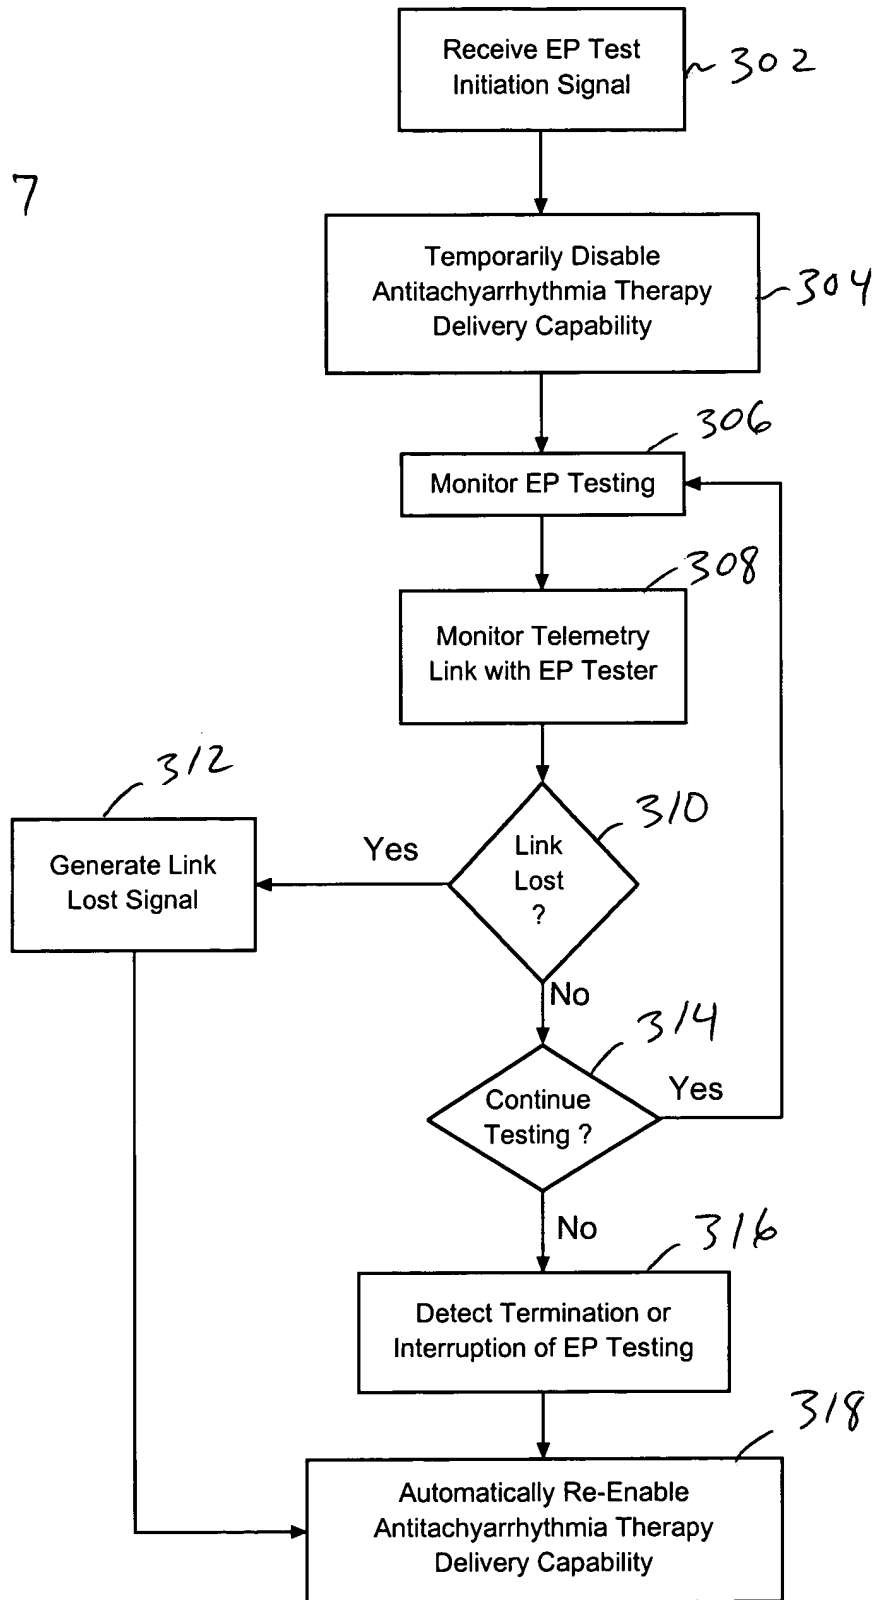 Receive EP Test
Initiation Signal
302
7
Temporarily Disable
Antitachyarrhythmia Therapy
Delivery Capability
304
306
Monitor EP Testing
308
Monitor Telemetry
Link with EP Tester
312
310
Generate Link
Lost Signal
Yes
Link
Lost
?
No
314
Continue
Testing ?
Yes
No
316
Detect Termination or
Interruption of EP Testing
318
Automatically Re-Enable
Antitachyarrhythmia Therapy
Delivery Capability